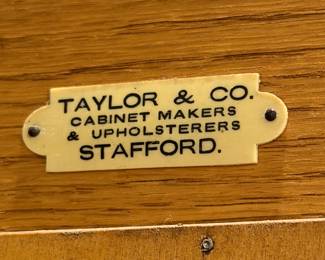 TAYLOR & CO.
CABINET MAKERS
& UPHOLSTERERS
STAFFORD.